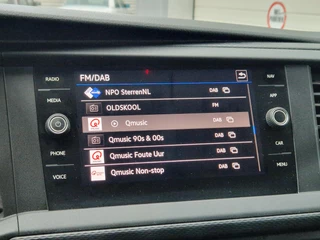 FM/DAB
RADIO
MEDIA
PHONE
VOICE
NAV
APP
CAR
MENU
NPO SterrenNL DAB
OLDSKOOL FM
Qmusic DAB
Qmusic 90s & 00s DAB
Qmusic Foute Uur DAB
Qmusic Non-stop DAB